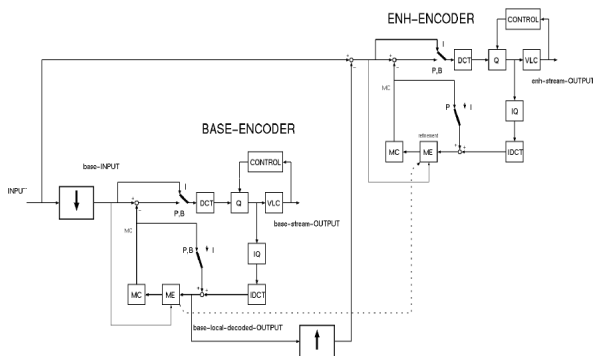 ENH-ENCODER
CONTROL
I
DCT
Q
VLC
P,B
enh-stream-OUTPUT
MC
P
I
IQ
refinement
MC
ME
IDCT
BASE-ENCODER
base-INPUT
CONTROL
INPUT
I
DCT
Q
VLC
P,B
base-stream-OUTPUT
MC
P,B
I
IQ
MC
ME
IDCT
base-local-decoded-OUTPUT